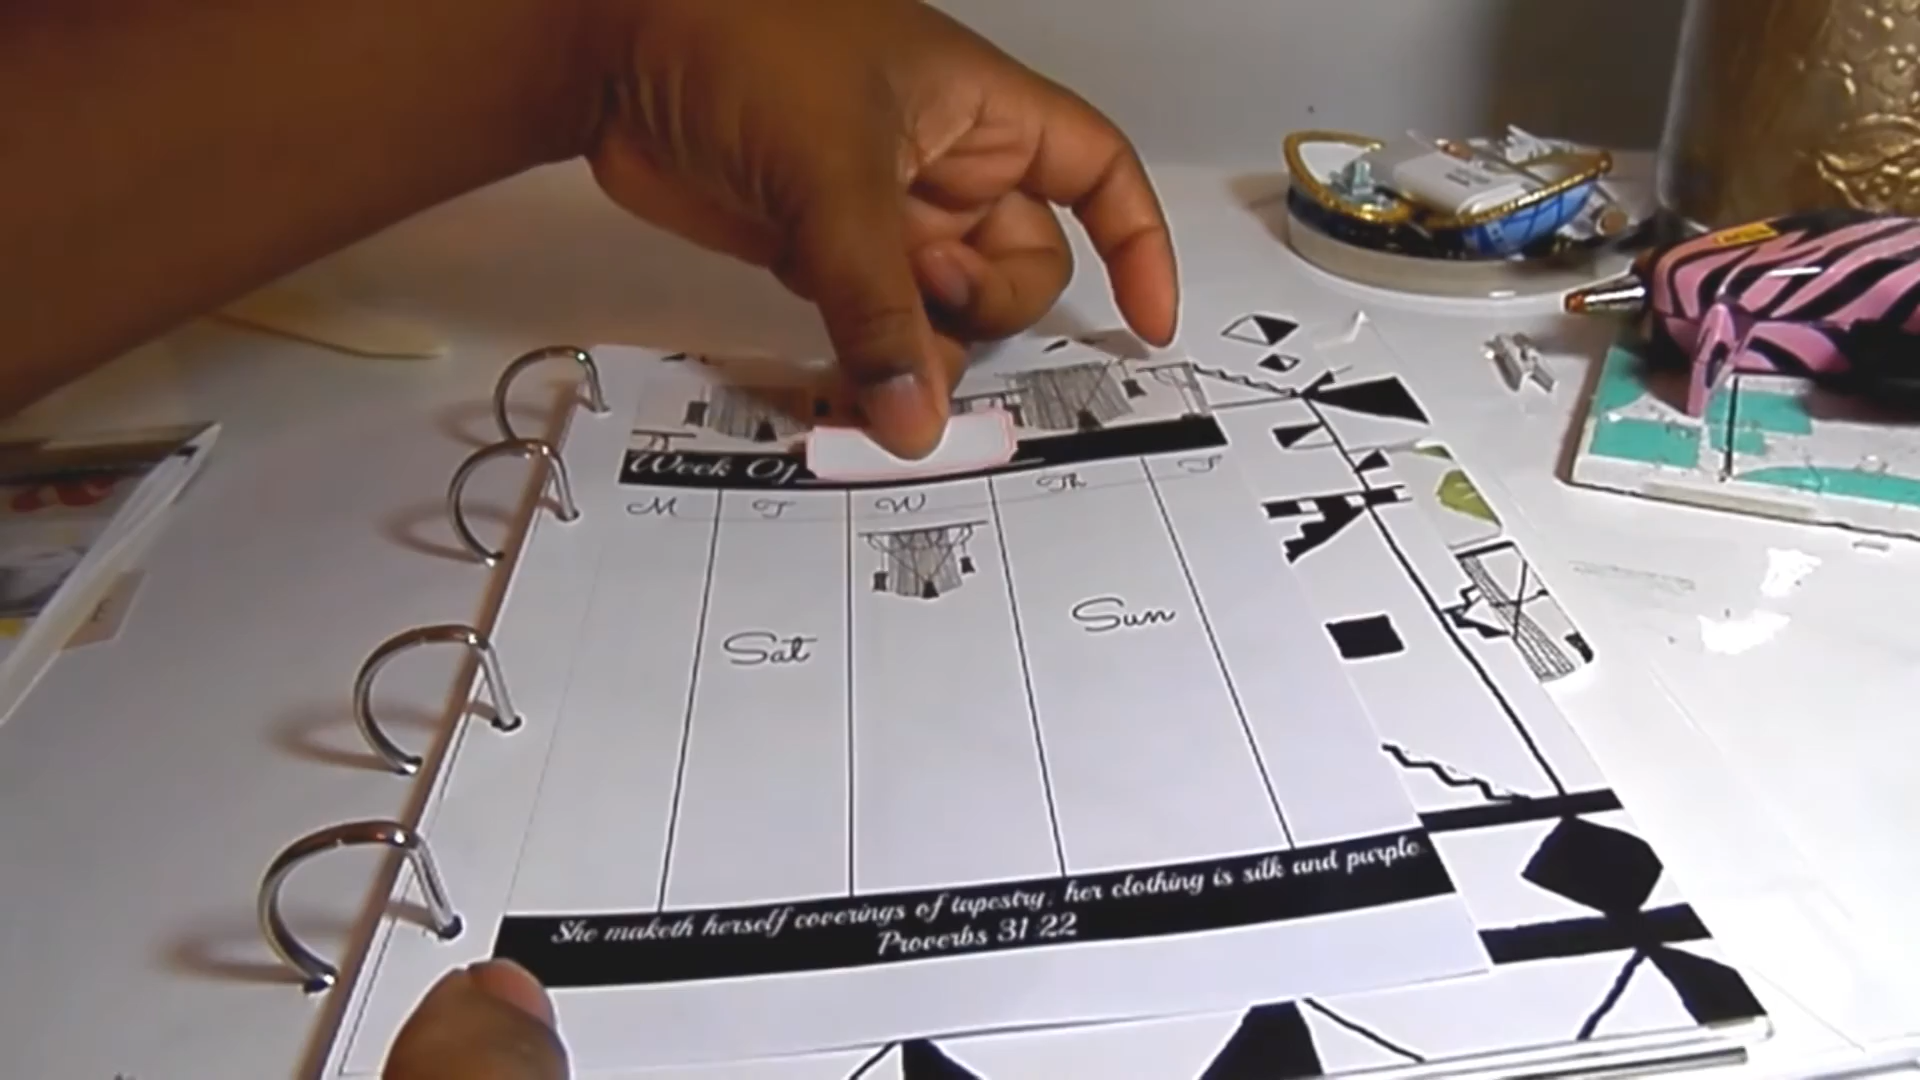 Week Of
M T W Th F
Sat Sun
She maketh herself coverings of tapestry; her clothing is silk and purple.
Proverbs 31:22